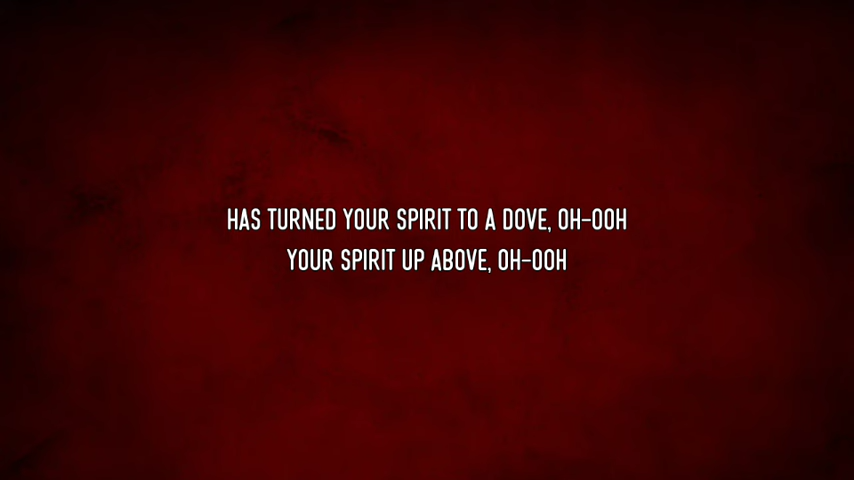 HAS TURNED YOUR SPIRIT TO A DOVE, OH-OOH
YOUR SPIRIT UP ABOVE, OH-OOH